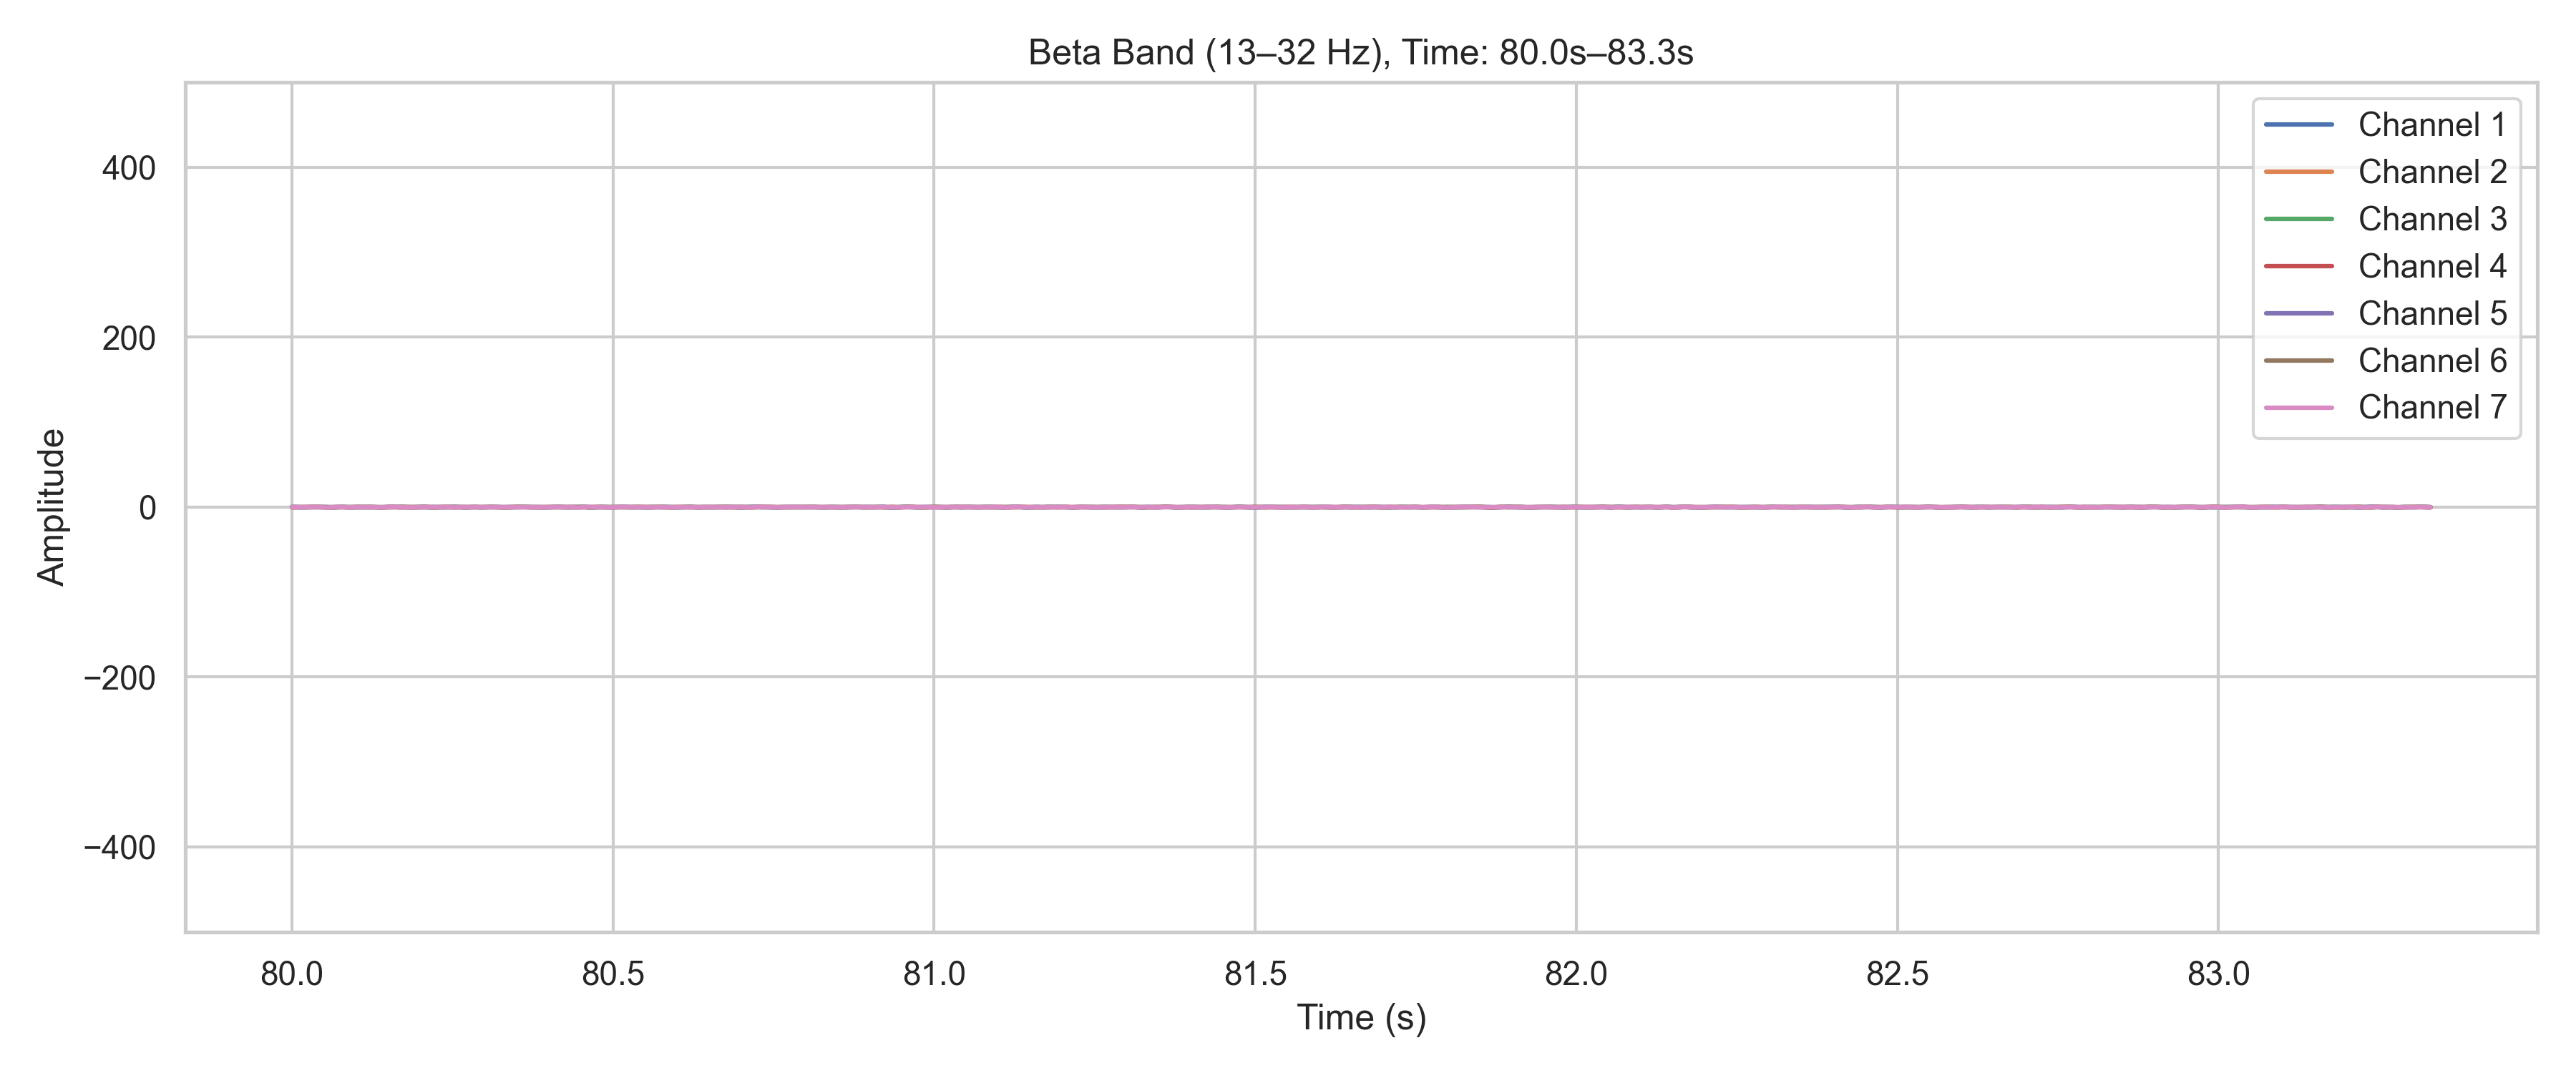 Beta Band (13–32 Hz), Time: 80.0s–83.3s
Channel 1
Channel 2
Channel 3
Channel 4
Channel 5
Channel 6
Channel 7
Amplitude
400
200
0
−200
−400
80.0 80.5 81.0 81.5 82.0 82.5 83.0
Time (s)